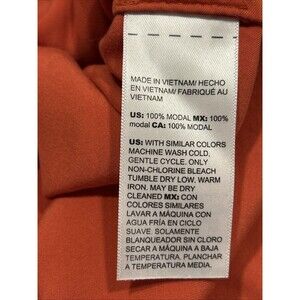 MADE IN VIETNAM/ HECHO
EN VIETNAM/ FABRIQUÉ AU
VIETNAM
US: 100% MODAL MX: 100%
modal CA: 100% MODAL
US: WITH SIMILAR COLORS
MACHINE WASH COLD,
GENTLE CYCLE. ONLY
NON-CHLORINE BLEACH
TUMBLE DRY LOW, WARM
IRON. MAY BE DRY
CLEANED MX: CON
COLORES SIMILARES
LAVAR A MÁQUINA CON
AGUA FRÍA EN CICLO
SUAVE. SOLAMENTE
BLANQUEADOR SIN CLORO
SECAR A MÁQUINA A BAJA
TEMPERATURA. PLANCHAR
A TEMPERATURA MEDIA.